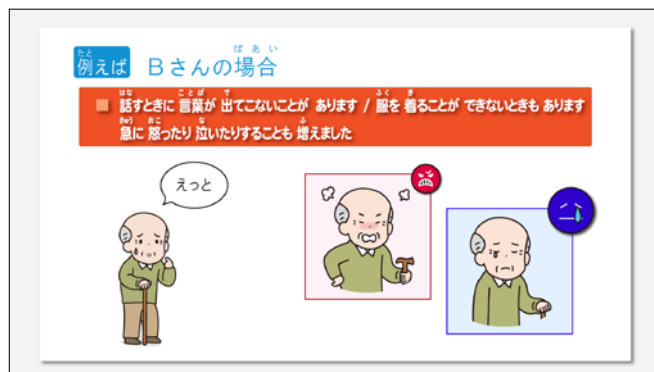 例えば Bさんの場合
■ 話すときに 言葉が 出てこないことが あります / 服を 着ることが できないときも あります
急に 怒ったり 泣いたりすることも 増えました
えっと